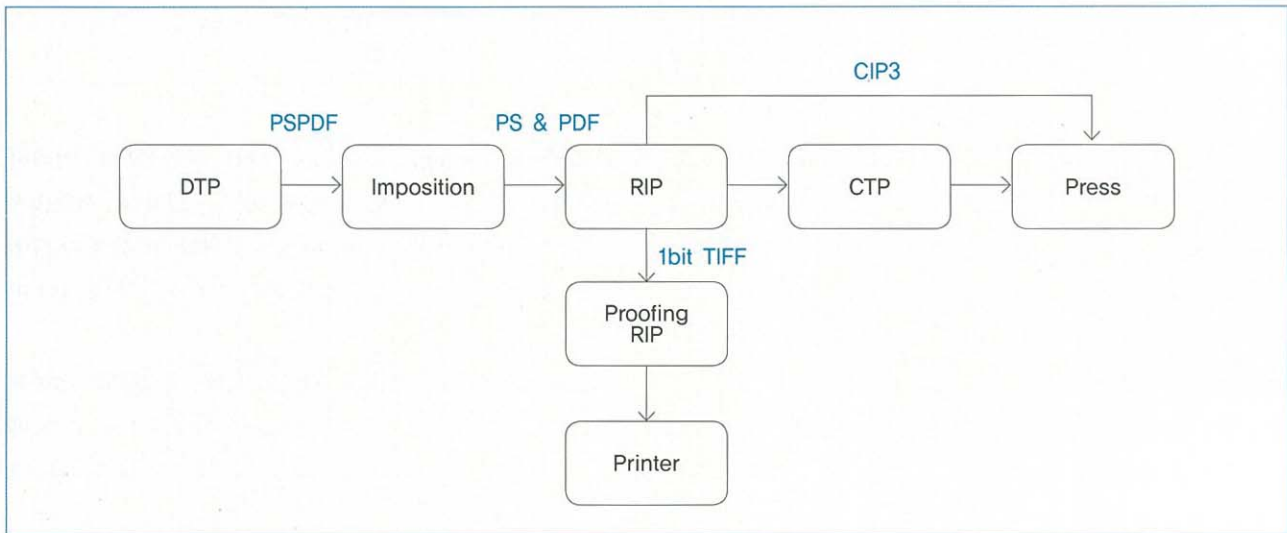 CIP3
PSPDF
PS & PDF
DTP
Imposition
RIP
CTP
Press
1bit TIFF
Proofing
RIP
Printer